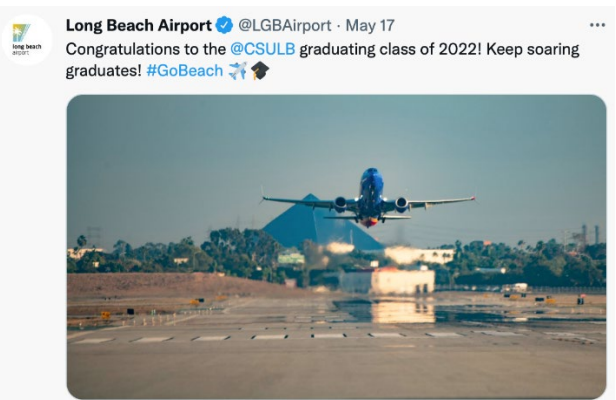 Long Beach Airport @LGBAirport · May 17
Congratulations to the @CSULB graduating class of 2022! Keep soaring
graduates! #GoBeach ✈️🎓
long beach
airport